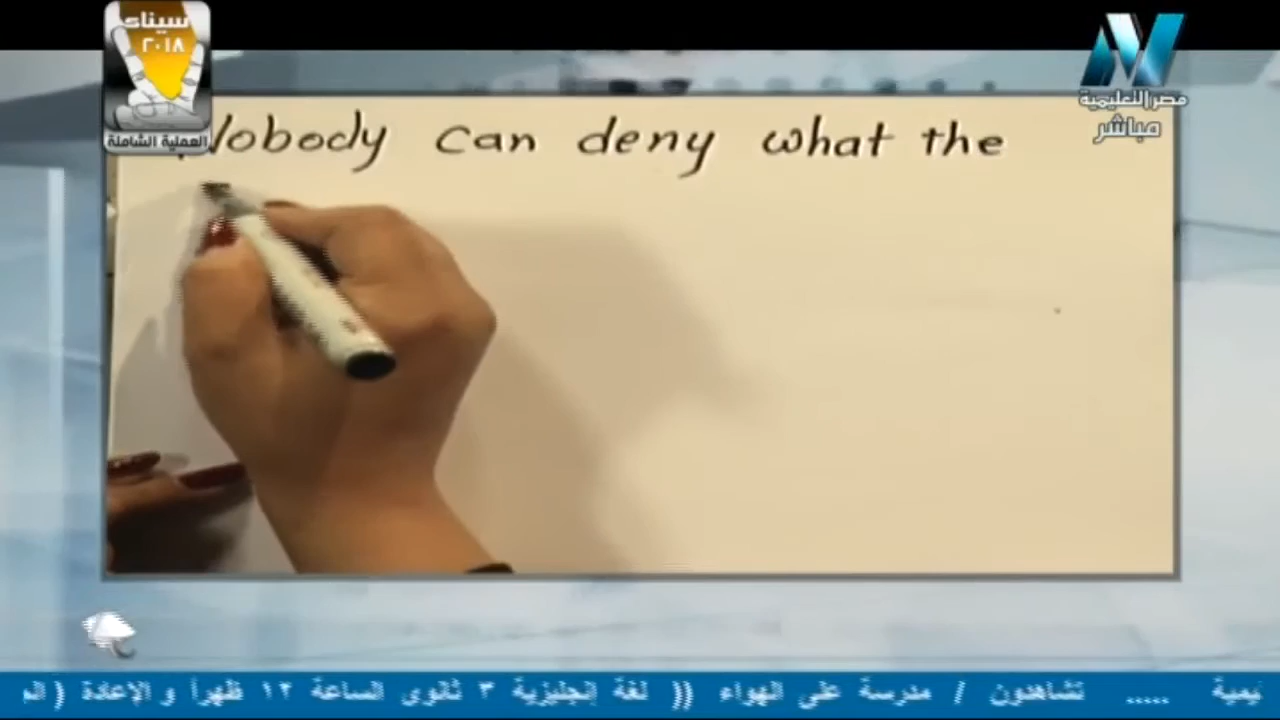 سيناء
٢٠١٨
العملية الشاملة
مصر التعليمية
مباشر
Nobody can deny what the
يمية ..... تشاهدون / مدرسة على الهواء (( لغة إنجليزية ٣ ثانوى الساعة ١٢ ظهراً و الإعادة (